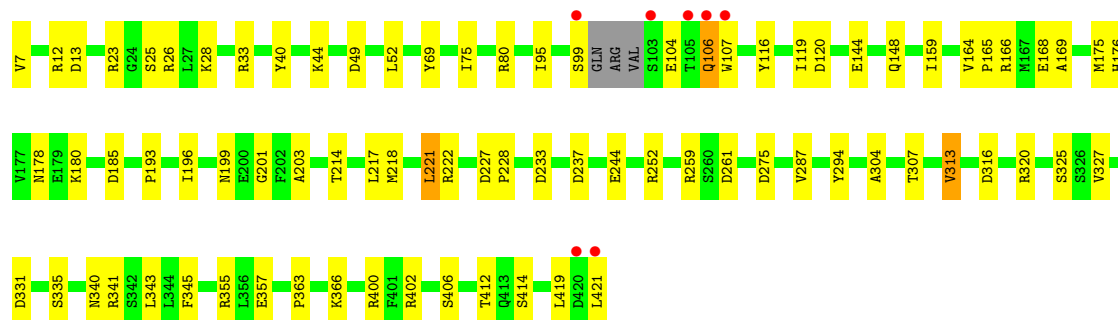 V7 R12 D13 R23 G24 S25 R26 L27 K28 R33 Y40 K44 D49 L52 Y69 I75 R80 I95 S99 GLN ARG VAL S103 E104 T105 Q106 W107 Y116 I119 D120 E144 Q148 I159 V164 P165 R166 M167 E168 A169 M175 H176
V177 N178 E179 K180 D185 P193 I196 N199 E200 G201 F202 A203 T214 L217 M218 L221 R222 D227 P228 D233 D237 E244 R252 R259 S260 D261 D275 V287 Y294 A304 T307 V313 D316 R320 S325 S326 V327
D331 S335 N340 R341 S342 L343 L344 F345 R355 L356 E357 P363 K366 R400 F401 R402 S406 T412 Q413 S414 L419 D420 L421